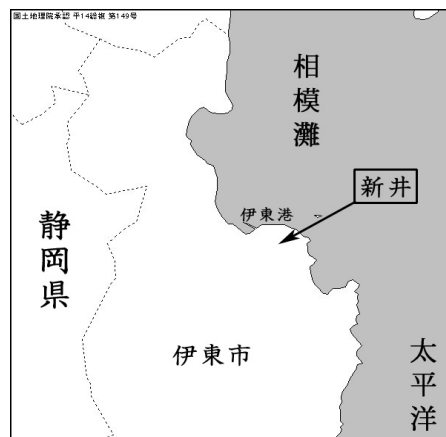 国土地理院承認 平14総複 第149号
相模灘
新井
伊東港
静岡県
伊東市
太平洋